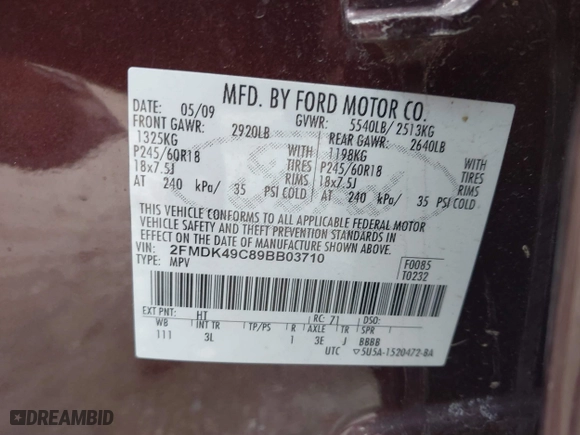 MFD. BY FORD MOTOR CO.
DATE: 05/09 GVWR: 5540LB/ 2513KG
FRONT GAWR: 2920LB REAR GAWR: 2640LB
1325KG WITH 1198KG WITH
P245/60R18 TIRES P245/60R18 TIRES
18x7.5J RIMS 18x7.5J RIMS
AT 240 kPa/ 35 PSI COLD AT 240 kPa/ 35 PSI COLD
THIS VEHICLE CONFORMS TO ALL APPLICABLE FEDERAL MOTOR
VEHICLE SAFETY AND THEFT PREVENTION STANDARDS IN EFFECT
ON THE DATE OF MANUFACTURE SHOWN ABOVE.
VIN: 2FMDK49C89BB03710 F0085
TYPE: MPV T0232
EXT PNT: HT RC: 71 DSO:
WB INT TR TP/PS R AXLE TR SPR
111 3L 1 3E J BBBB
UTC 5U5A-1520472-BA
DREAMBID